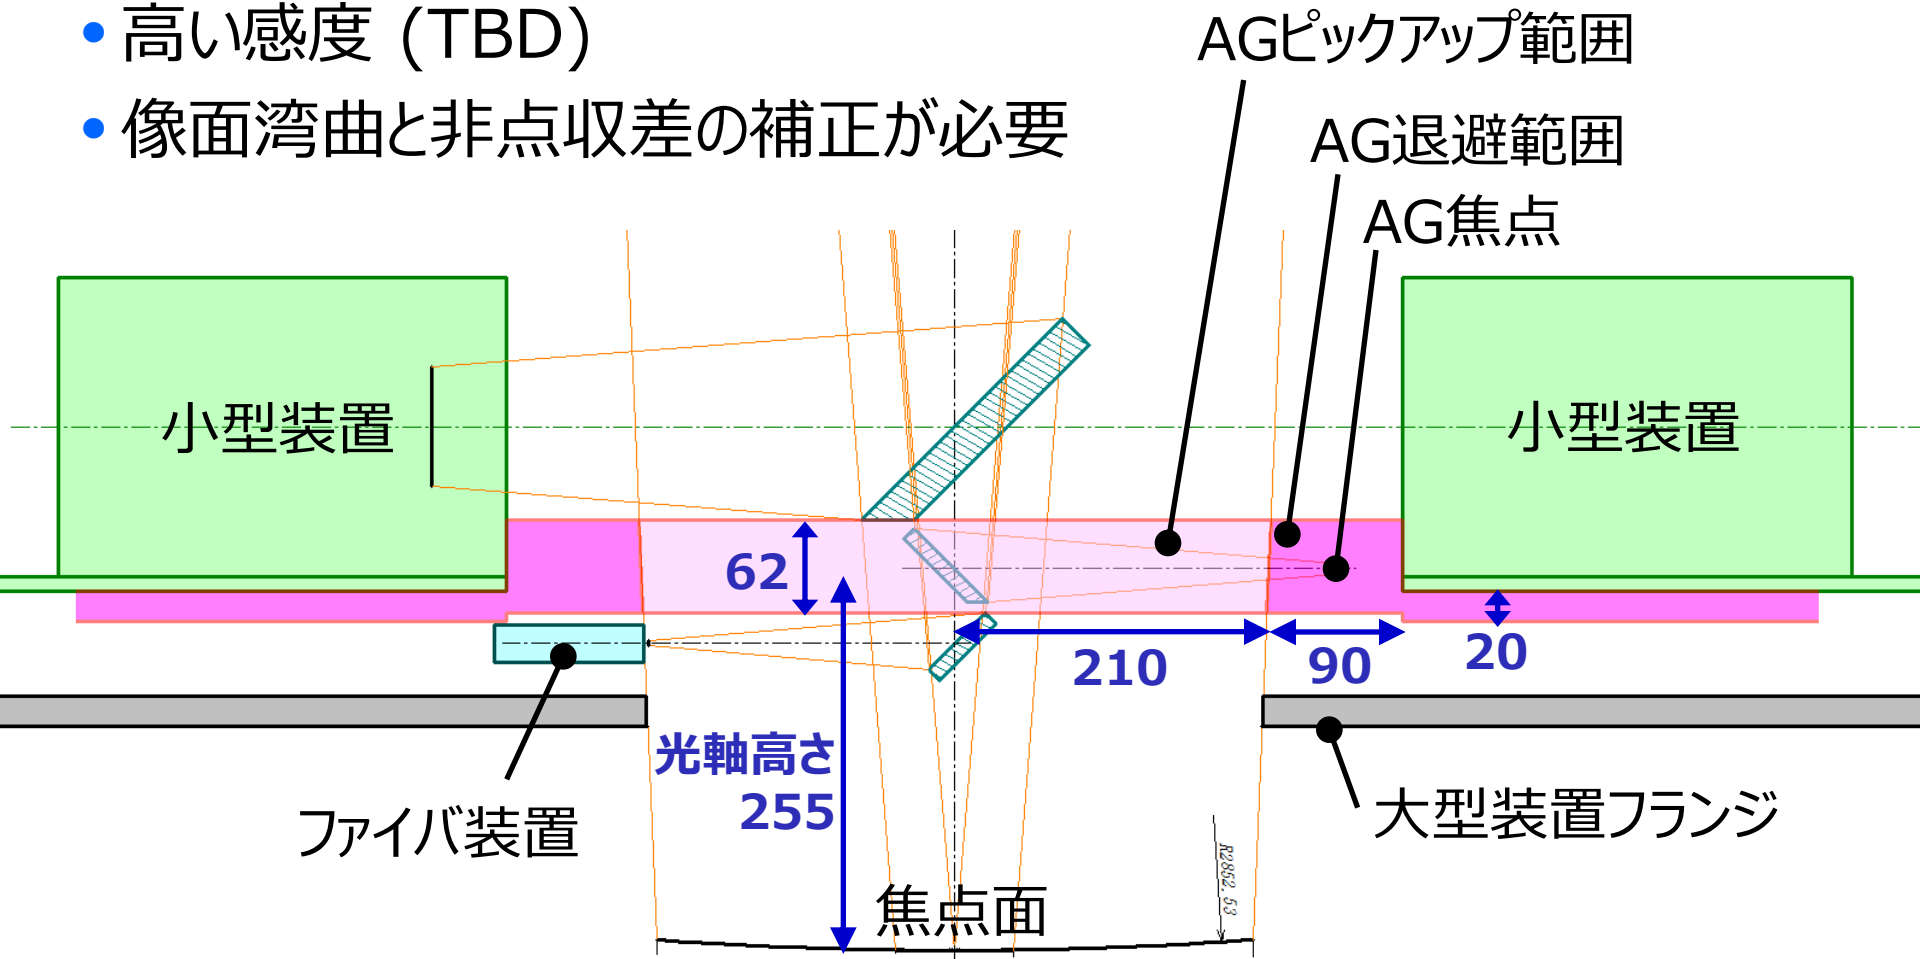 • 高い感度 (TBD)
• 像面湾曲と非点収差の補正が必要
AGピックアップ範囲
AG退避範囲
AG焦点
小型装置
小型装置
62
210
90
20
光軸高さ
255
ファイバ装置
大型装置フランジ
R2852.53
焦点面